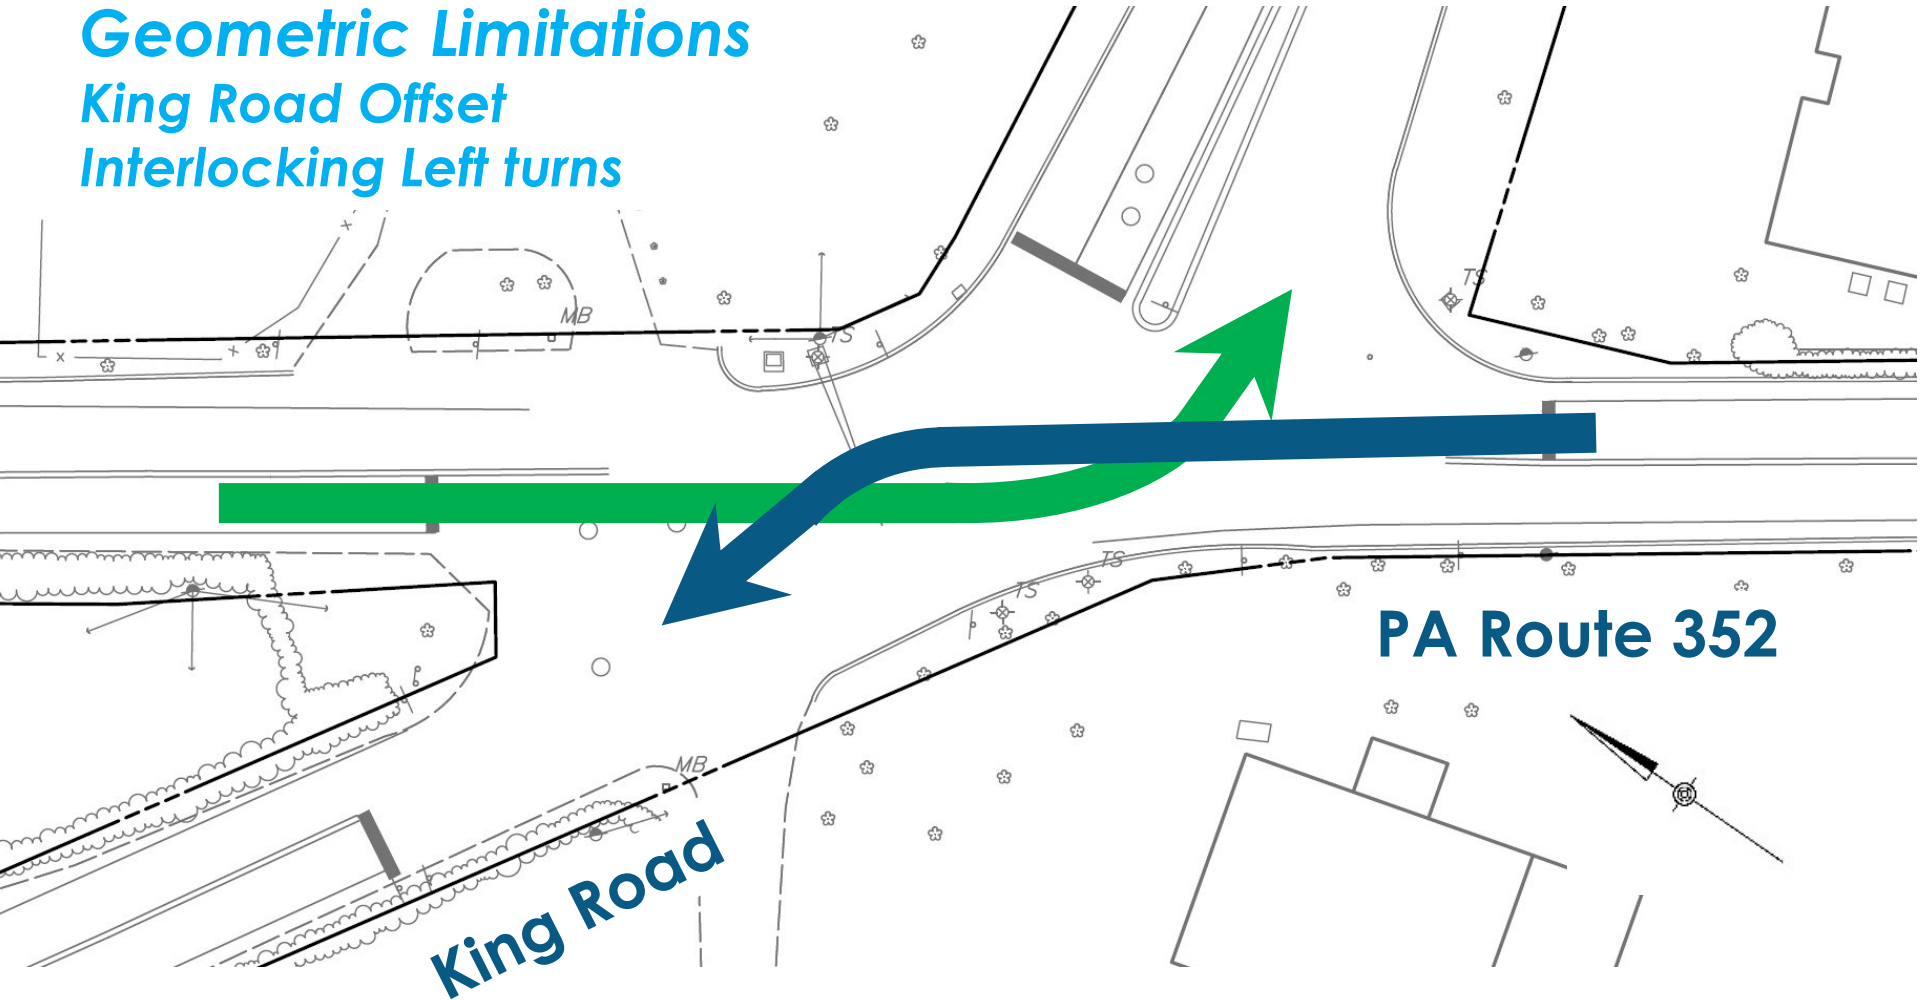 Geometric Limitations
King Road Offset
Interlocking Left turns
MB
TS
TS
TS
TS
PA Route 352
MB
King Road